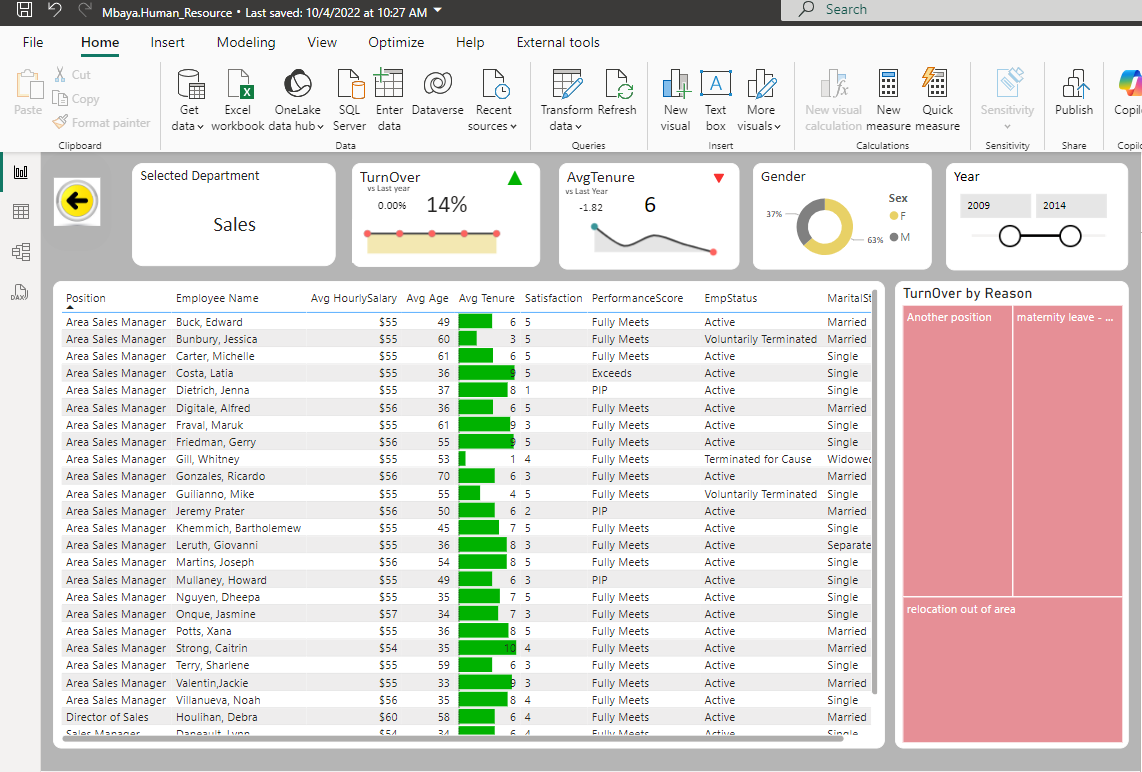 Mbaya.Human_Resource • Last saved: 10/4/2022 at 10:27 AM
Search
File Home Insert Modeling View Optimize Help External tools
Paste
Cut
Copy
Format painter
Clipboard
Get data
Excel workbook
OneLake data hub
SQL Server
Enter data
Dataverse
Recent sources
Data
Transform data
Refresh
Queries
New visual
Text box
More visuals
Insert
New visual calculation
New measure
Quick measure
Calculations
Sensitivity
Sensitivity
Publish
Share
Copil
Copil
DAX
Selected Department
Sales
TurnOver
vs Last year
0.00% 14%
AvgTenure
vs Last Year
-1.82 6
Gender
37%
63%
Sex
F
M
Year
2009 2014
Position Employee Name Avg HourlySalary Avg Age Avg Tenure Satisfaction PerformanceScore EmpStatus MaritalSt
Area Sales Manager Buck, Edward $55 49 6 5 Fully Meets Active Married
Area Sales Manager Bunbury, Jessica $55 60 3 5 Fully Meets Voluntarily Terminated Married
Area Sales Manager Carter, Michelle $55 61 6 5 Fully Meets Active Single
Area Sales Manager Costa, Latia $55 36 9 5 Exceeds Active Single
Area Sales Manager Dietrich, Jenna $55 37 8 1 PIP Active Single
Area Sales Manager Digitale, Alfred $56 36 6 5 Fully Meets Active Married
Area Sales Manager Fraval, Maruk $55 61 9 3 Fully Meets Active Single
Area Sales Manager Friedman, Gerry $56 55 9 5 Fully Meets Active Single
Area Sales Manager Gill, Whitney $55 53 1 4 Fully Meets Terminated for Cause Widowed
Area Sales Manager Gonzales, Ricardo $56 70 6 3 Fully Meets Active Married
Area Sales Manager Guilianno, Mike $55 55 4 5 Fully Meets Voluntarily Terminated Single
Area Sales Manager Jeremy Prater $56 50 6 2 PIP Active Married
Area Sales Manager Khemmich, Bartholemew $55 45 7 5 Fully Meets Active Single
Area Sales Manager Leruth, Giovanni $55 36 8 3 Fully Meets Active Separate
Area Sales Manager Martins, Joseph $56 54 8 5 Fully Meets Active Single
Area Sales Manager Mullaney, Howard $55 49 6 3 PIP Active Single
Area Sales Manager Nguyen, Dheepa $55 35 7 5 Fully Meets Active Single
Area Sales Manager Onque, Jasmine $57 34 7 3 Fully Meets Active Single
Area Sales Manager Potts, Xana $55 36 8 5 Fully Meets Active Married
Area Sales Manager Strong, Caitrin $54 35 10 4 Fully Meets Active Married
Area Sales Manager Terry, Sharlene $55 59 6 3 Fully Meets Active Single
Area Sales Manager Valentin,Jackie $55 33 9 3 Fully Meets Active Married
Area Sales Manager Villanueva, Noah $56 35 8 4 Fully Meets Active Single
Director of Sales Houlihan, Debra $60 58 6 4 Fully Meets Active Married
Sales Manager Daneault, Lynn $54 34 6 4 Fully Meets Active Single
TurnOver by Reason
Another position
maternity leave - ...
relocation out of area